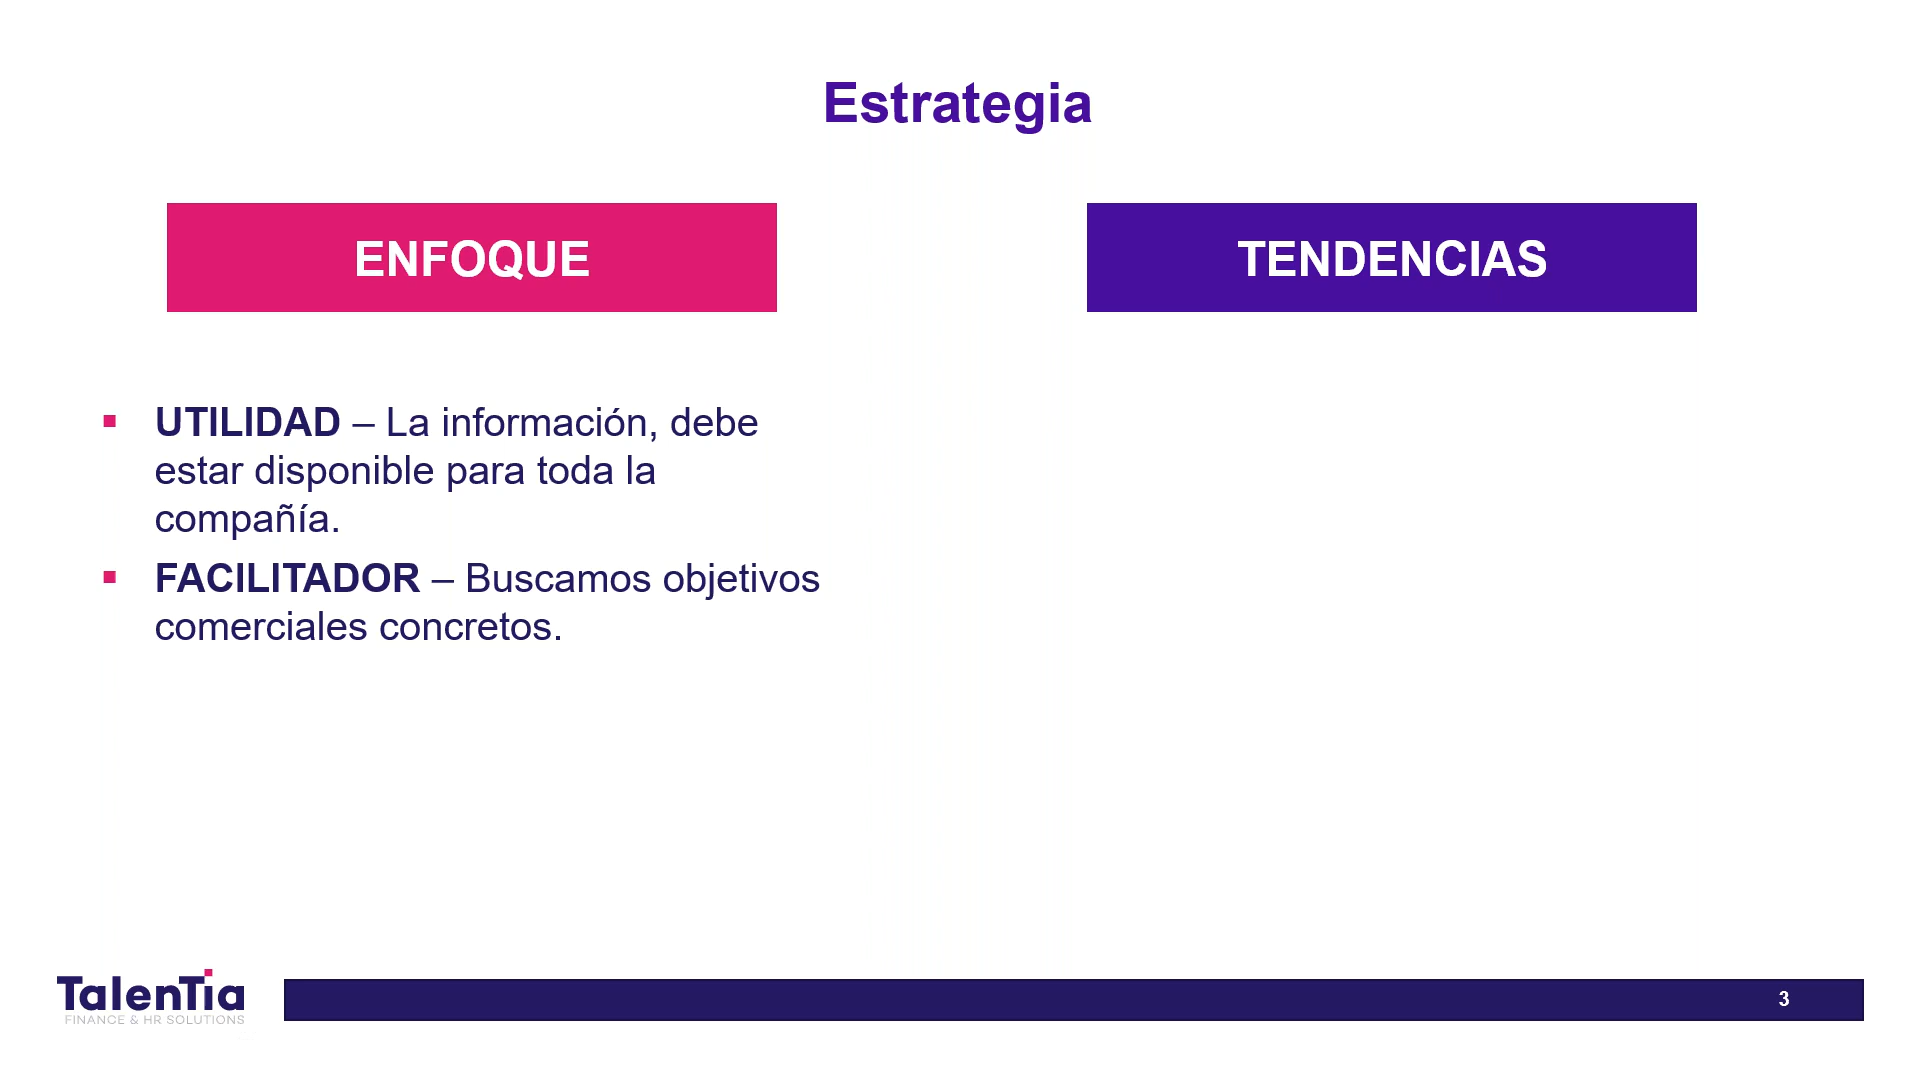 Estrategia
ENFOQUE
TENDENCIAS
UTILIDAD – La información, debe
estar disponible para toda la
compañía.
FACILITADOR – Buscamos objetivos
comerciales concretos.
TalenTia
FINANCE & HR SOLUTIONS
3